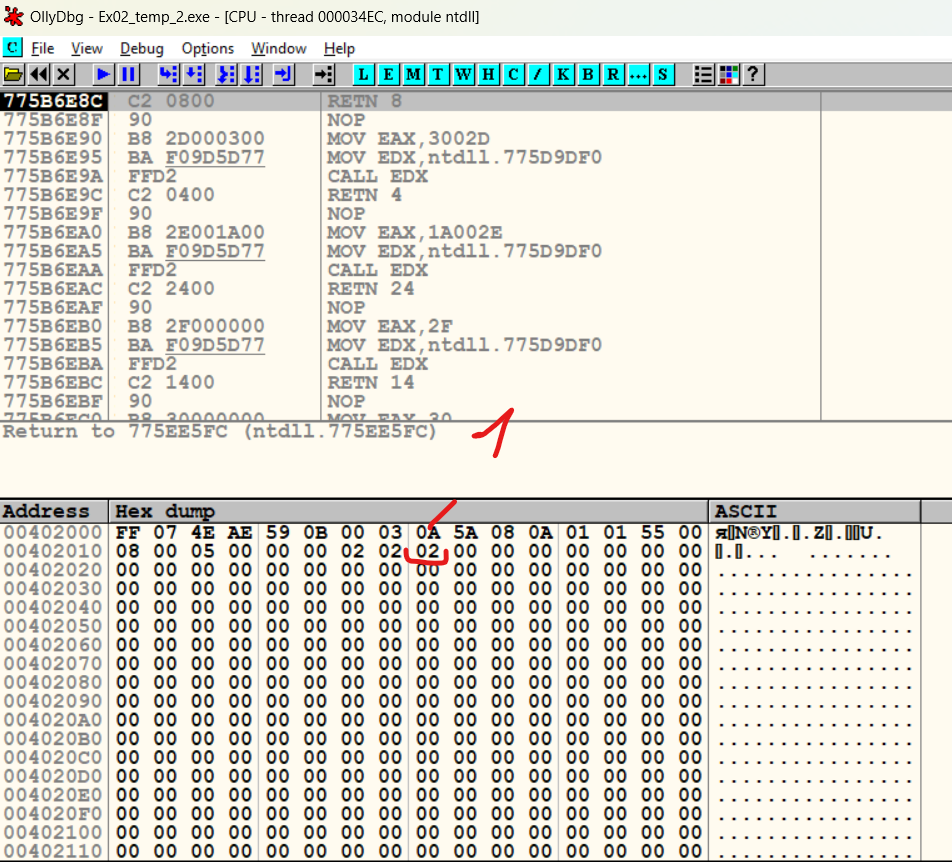 OllyDbg - Ex02_temp_2.exe - [CPU - thread 000034EC, module ntdll]
C File View Debug Options Window Help
L E M T W H C / K B R ... S ?
775B6E8C C2 0800 RETN 8
775B6E8F 90 NOP
775B6E90 B8 2D000300 MOV EAX,3002D
775B6E95 BA F09D5D77 MOV EDX,ntdll.775D9DF0
775B6E9A FFD2 CALL EDX
775B6E9C C2 0400 RETN 4
775B6E9F 90 NOP
775B6EA0 B8 2E001A00 MOV EAX,1A002E
775B6EA5 BA F09D5D77 MOV EDX,ntdll.775D9DF0
775B6EAA FFD2 CALL EDX
775B6EAC C2 2400 RETN 24
775B6EAF 90 NOP
775B6EB0 B8 2F000000 MOV EAX,2F
775B6EB5 BA F09D5D77 MOV EDX,ntdll.775D9DF0
775B6EBA FFD2 CALL EDX
775B6EBC C2 1400 RETN 14
775B6EBF 90 NOP
775B6EC0 B8 30000000 MOV EAX,30
Return to 775EE5FC (ntdll.775EE5FC) 1
Address Hex dump ASCII
00402000 FF 07 4E AE 59 0B 00 03 0A 5A 08 0A 01 01 55 00 я▯N®Y▯.▯.Z▯.▯▯U.
00402010 08 00 05 00 00 00 02 02 02 00 00 00 00 00 00 00 ▯.▯... .......
00402020 00 00 00 00 00 00 00 00 00 00 00 00 00 00 00 00 ................
00402030 00 00 00 00 00 00 00 00 00 00 00 00 00 00 00 00 ................
00402040 00 00 00 00 00 00 00 00 00 00 00 00 00 00 00 00 ................
00402050 00 00 00 00 00 00 00 00 00 00 00 00 00 00 00 00 ................
00402060 00 00 00 00 00 00 00 00 00 00 00 00 00 00 00 00 ................
00402070 00 00 00 00 00 00 00 00 00 00 00 00 00 00 00 00 ................
00402080 00 00 00 00 00 00 00 00 00 00 00 00 00 00 00 00 ................
00402090 00 00 00 00 00 00 00 00 00 00 00 00 00 00 00 00 ................
004020A0 00 00 00 00 00 00 00 00 00 00 00 00 00 00 00 00 ................
004020B0 00 00 00 00 00 00 00 00 00 00 00 00 00 00 00 00 ................
004020C0 00 00 00 00 00 00 00 00 00 00 00 00 00 00 00 00 ................
004020D0 00 00 00 00 00 00 00 00 00 00 00 00 00 00 00 00 ................
004020E0 00 00 00 00 00 00 00 00 00 00 00 00 00 00 00 00 ................
004020F0 00 00 00 00 00 00 00 00 00 00 00 00 00 00 00 00 ................
00402100 00 00 00 00 00 00 00 00 00 00 00 00 00 00 00 00 ................
00402110 00 00 00 00 00 00 00 00 00 00 00 00 00 00 00 00 ................